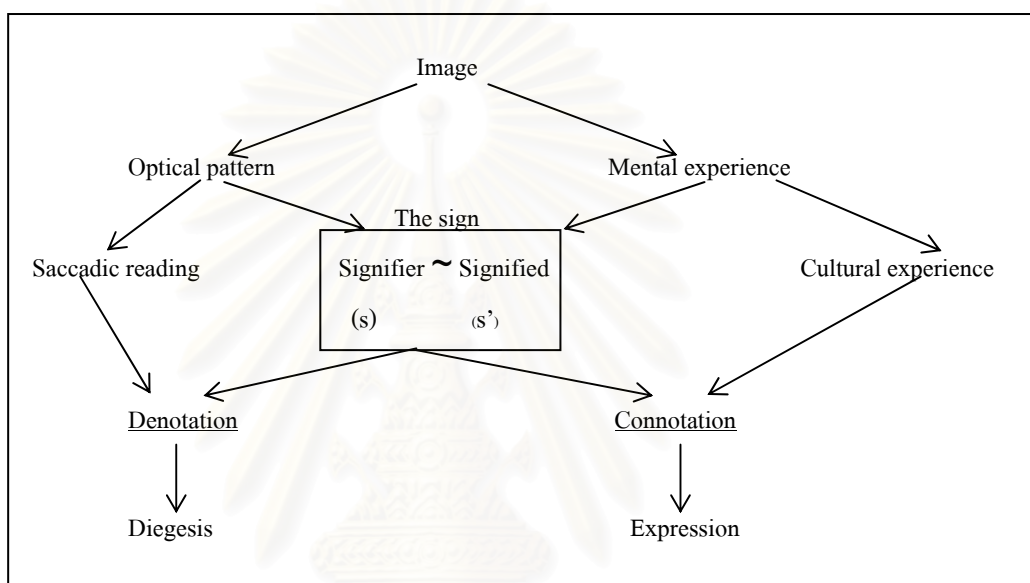 Image
Optical pattern Mental experience
The sign
Saccadic reading Signifier ~ Signified Cultural experience
(s) (s’)
Denotation Connotation
Diegesis Expression